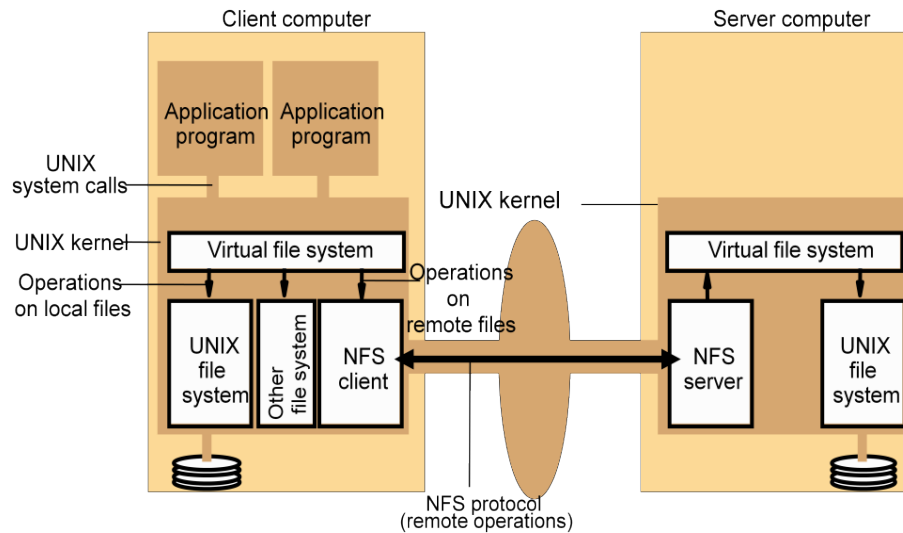 Client computer
Server computer
Application
program
Application
program
UNIX
system calls
UNIX kernel
UNIX kernel
Virtual file system
Virtual file system
Operations
on local files
Operations
on
remote files
UNIX
file
system
Other
file system
NFS
client
NFS
server
UNIX
file
system
NFS protocol
(remote operations)